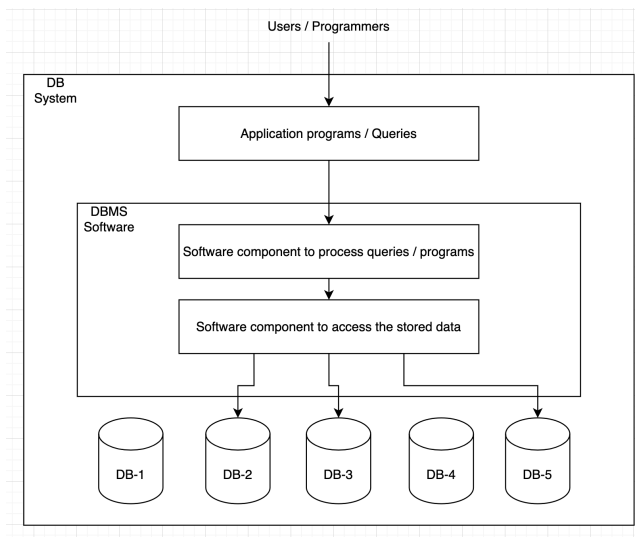 Users / Programmers
DB
System
Application programs / Queries
DBMS
Software
Software component to process queries / programs
Software component to access the stored data
DB-1
DB-2
DB-3
DB-4
DB-5